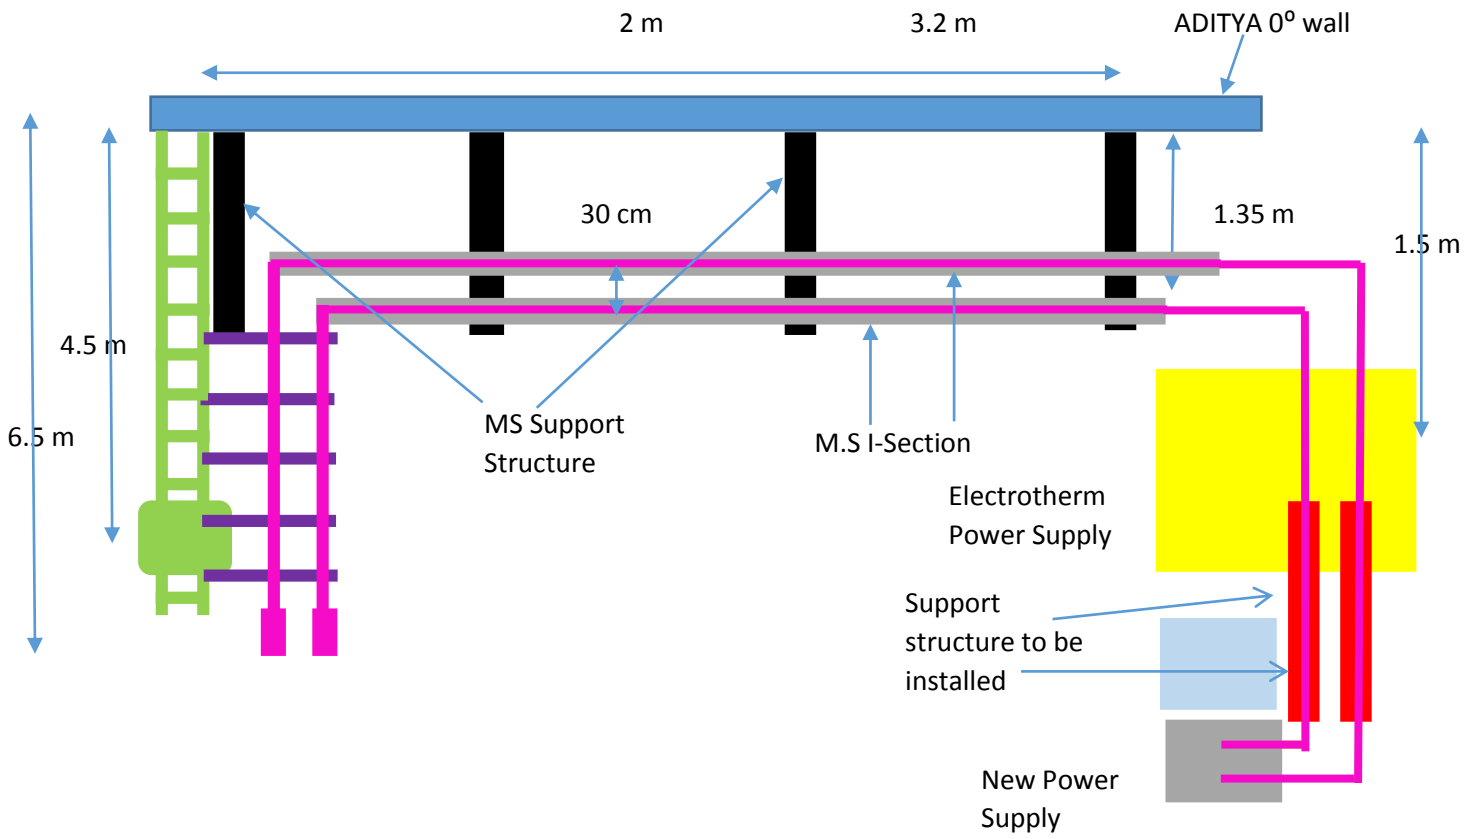 2 m
3.2 m
ADITYA 0⁰ wall
30 cm
1.35 m
1.5 m
4.5 m
6.5 m
MS Support
Structure
M.S I-Section
Electrotherm
Power Supply
Support
structure to be
installed
New Power
Supply